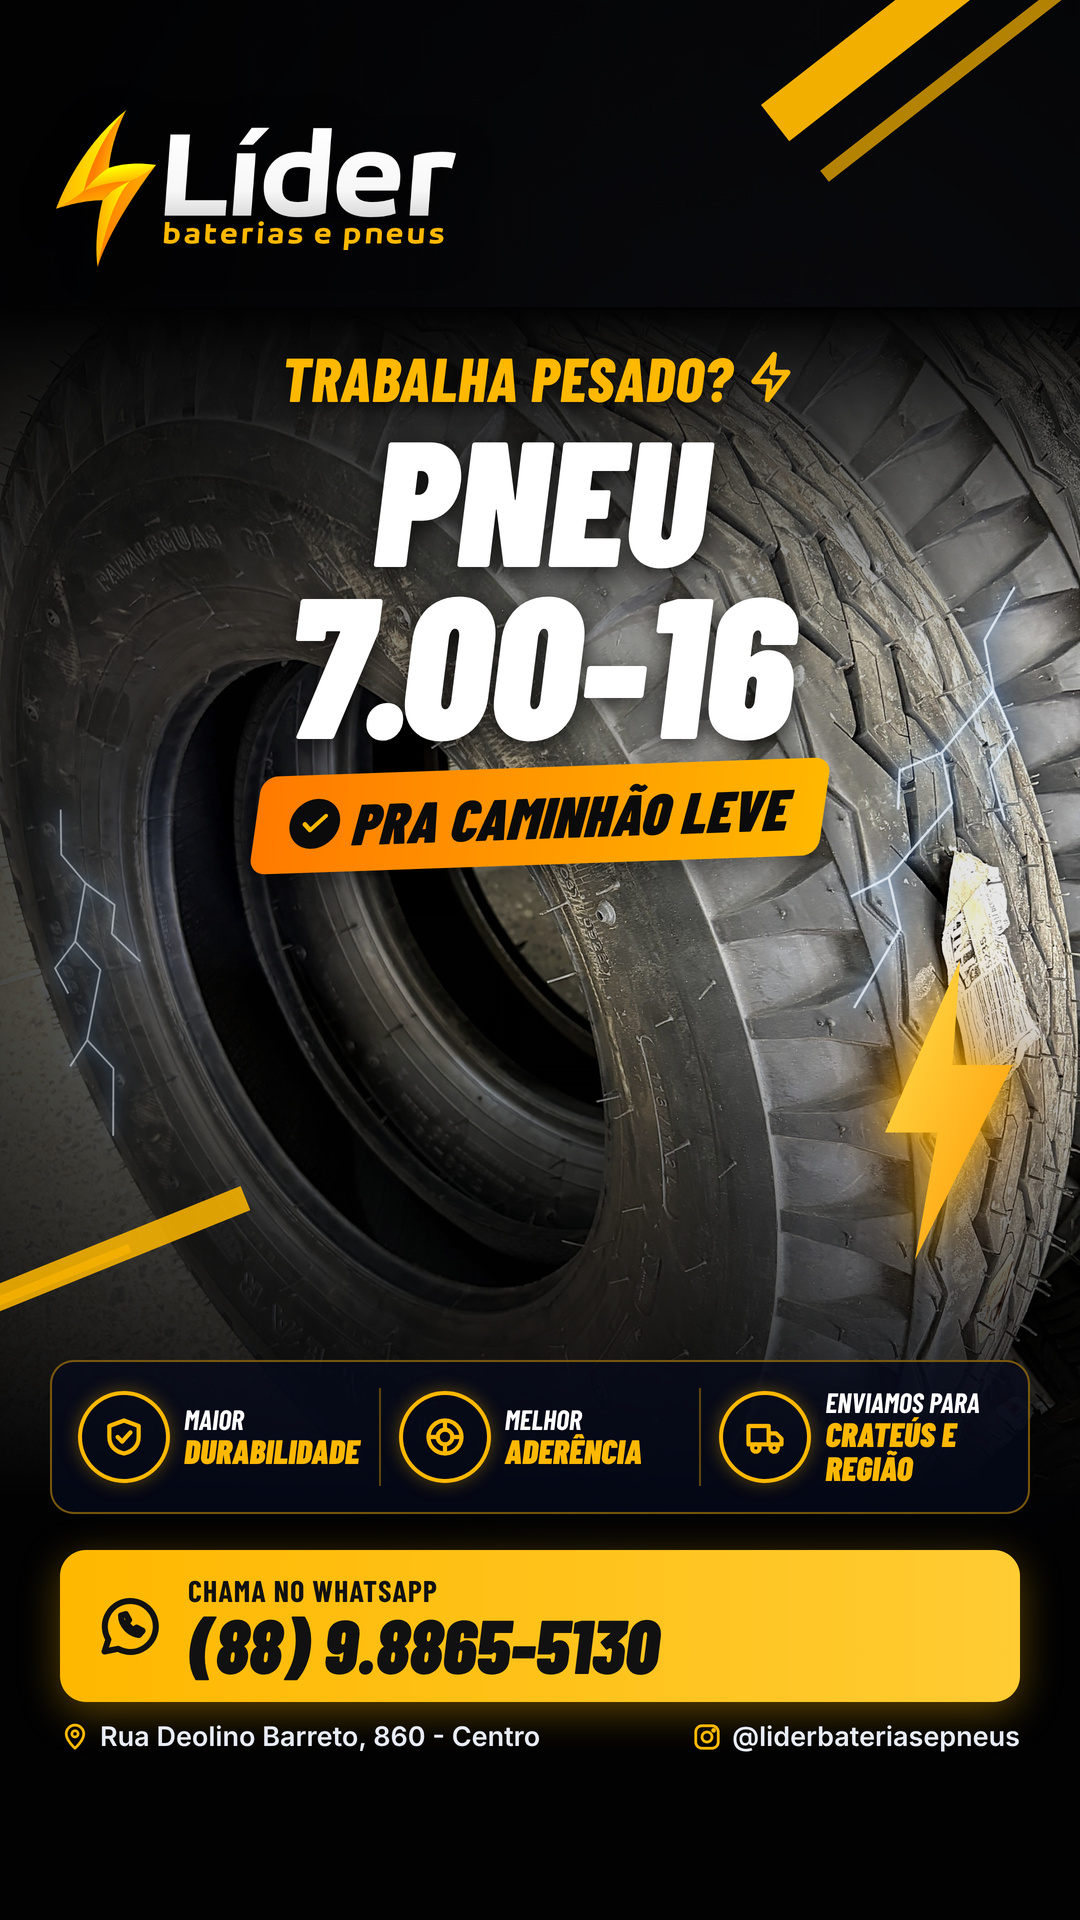 Líder
baterias e pneus
TRABALHA PESADO?
PNEU
7.00-16
PRA CAMINHÃO LEVE
MAIOR
DURABILIDADE
MELHOR
ADERÊNCIA
ENVIAMOS PARA
CRATEÚS E
REGIÃO
CHAMA NO WHATSAPP
(88) 9.8865-5130
Rua Deolino Barreto, 860 - Centro
@liderbateriasepneus